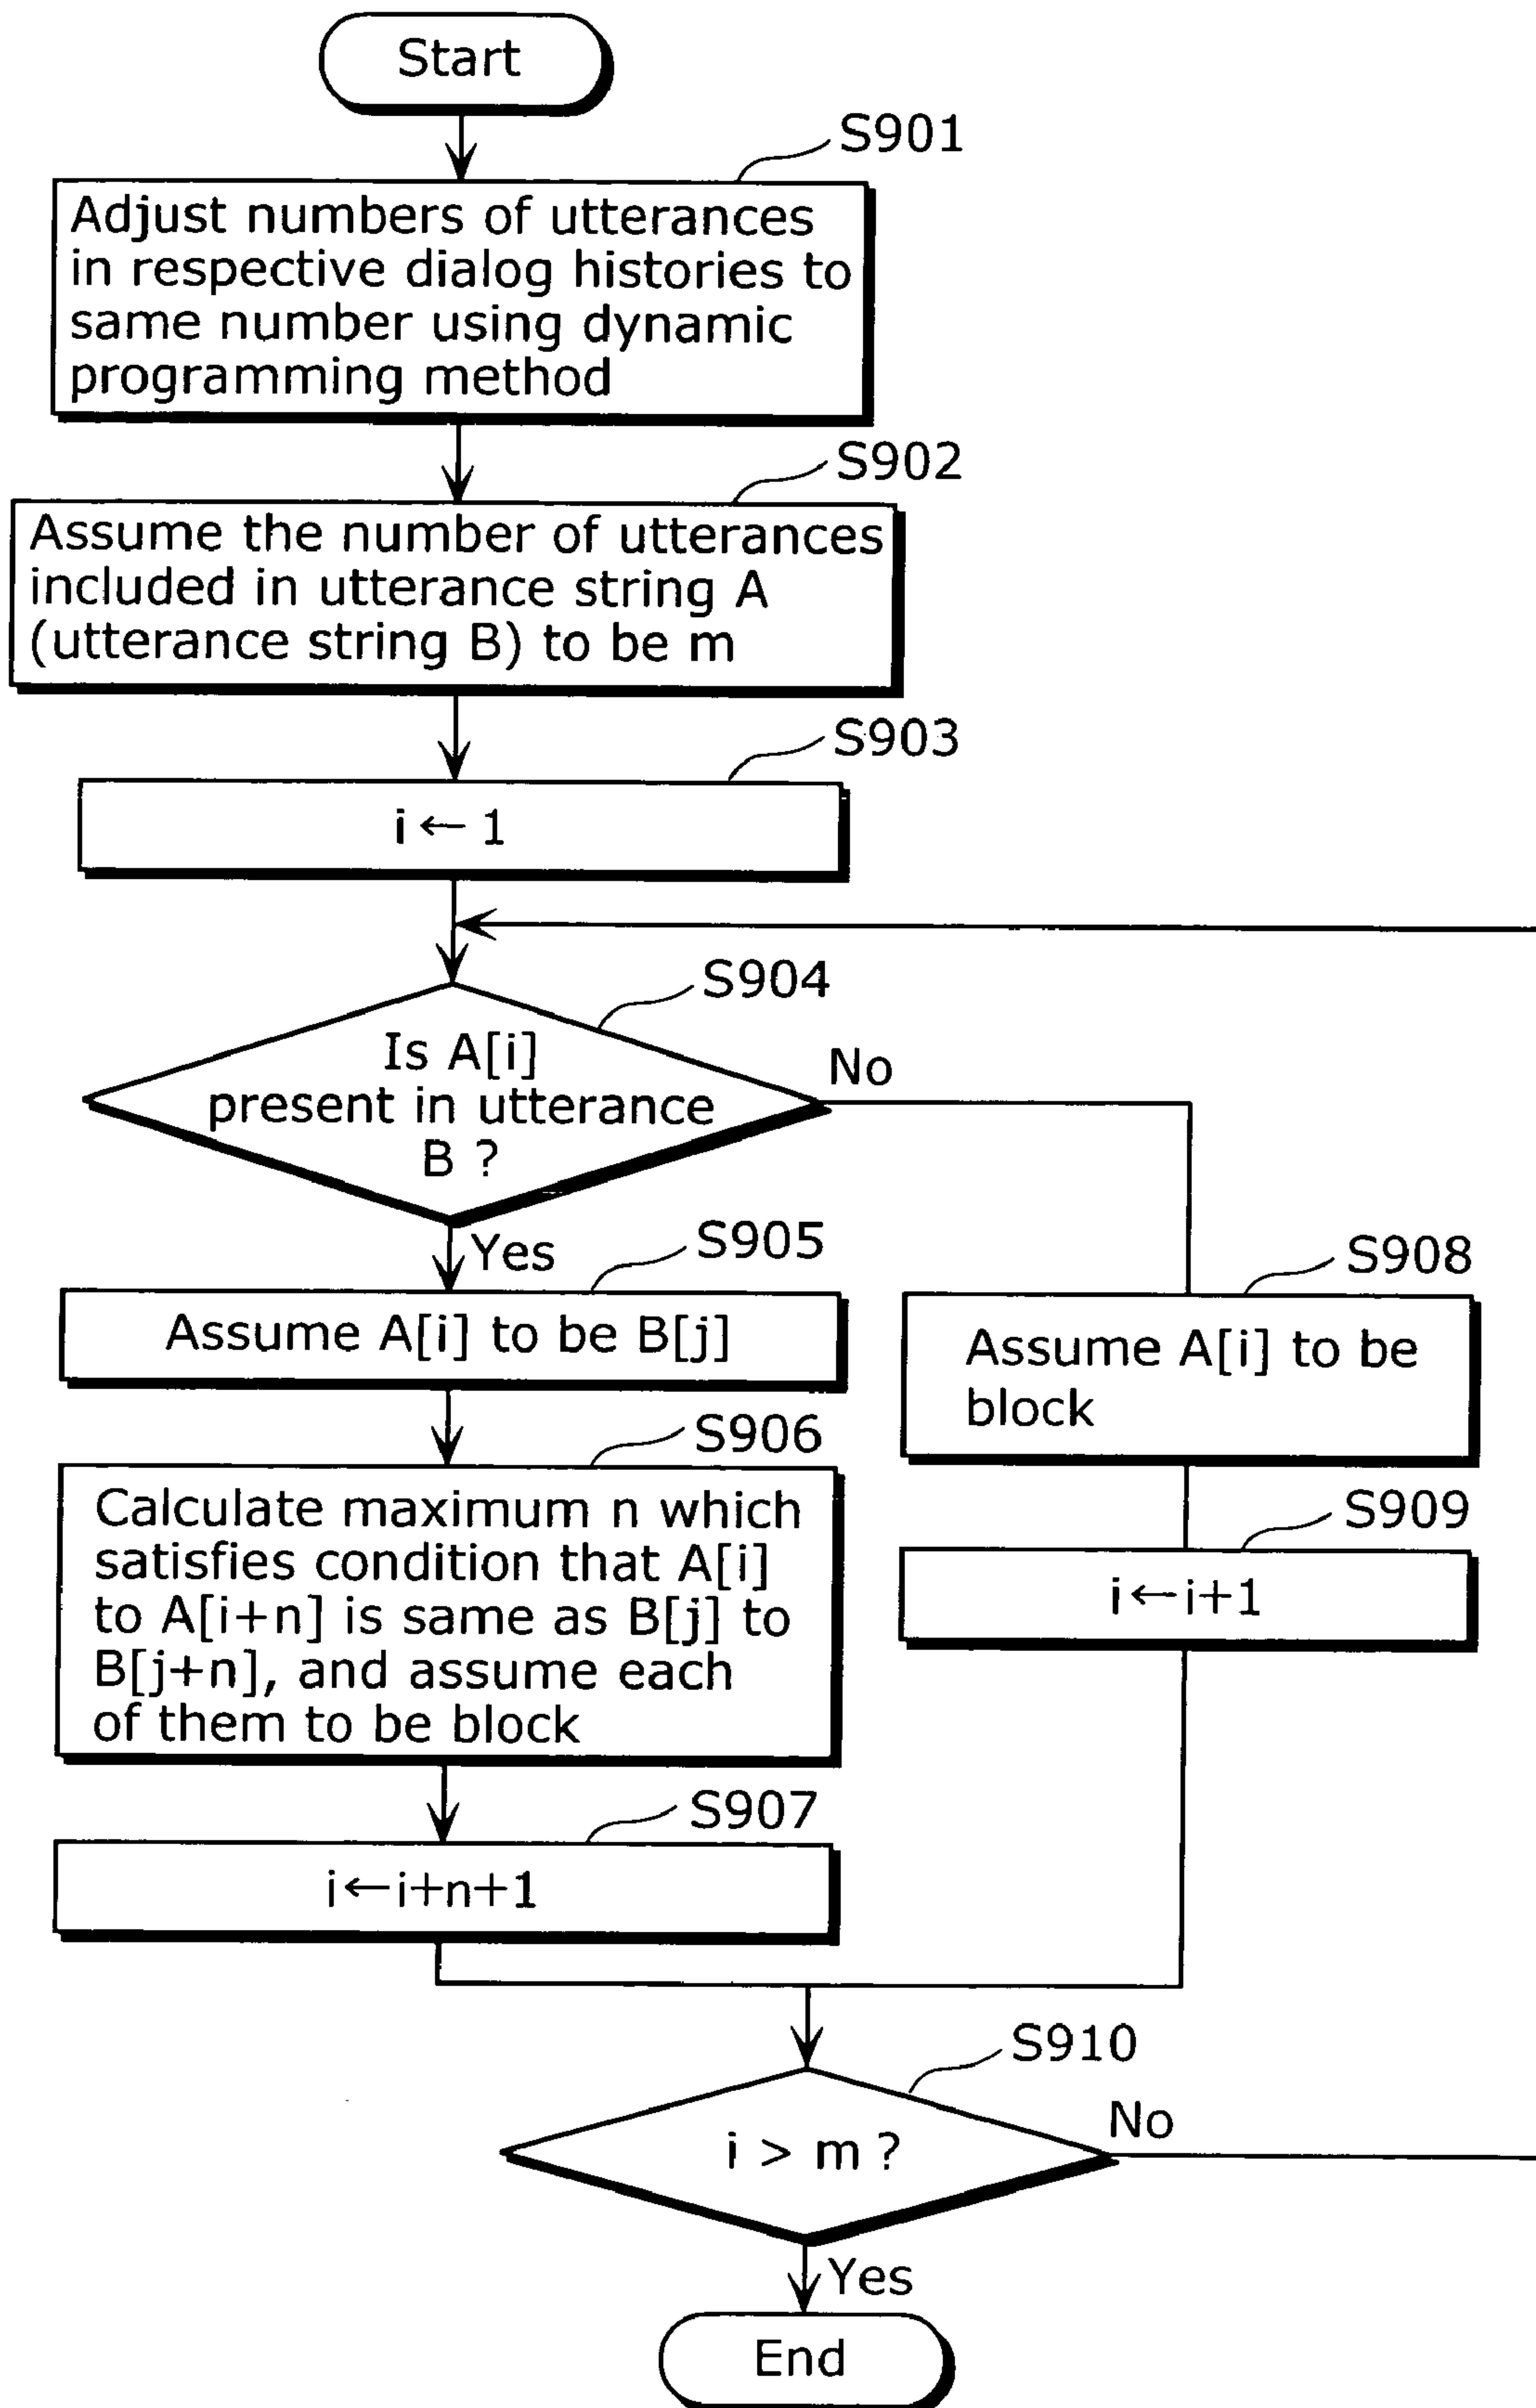 Start
S901
Adjust numbers of utterances
in respective dialog histories to
same number using dynamic
programming method
S902
Assume the number of utterances
included in utterance string A
(utterance string B) to be m
S903
i ← 1
S904
Is A[i]
present in utterance
B ?
No
Yes
S905
Assume A[i] to be B[j]
S908
Assume A[i] to be
block
S906
Calculate maximum n which
satisfies condition that A[i]
to A[i+n] is same as B[j] to
B[j+n], and assume each
of them to be block
S909
i←i+1
S907
i←i+n+1
S910
i > m ?
No
Yes
End